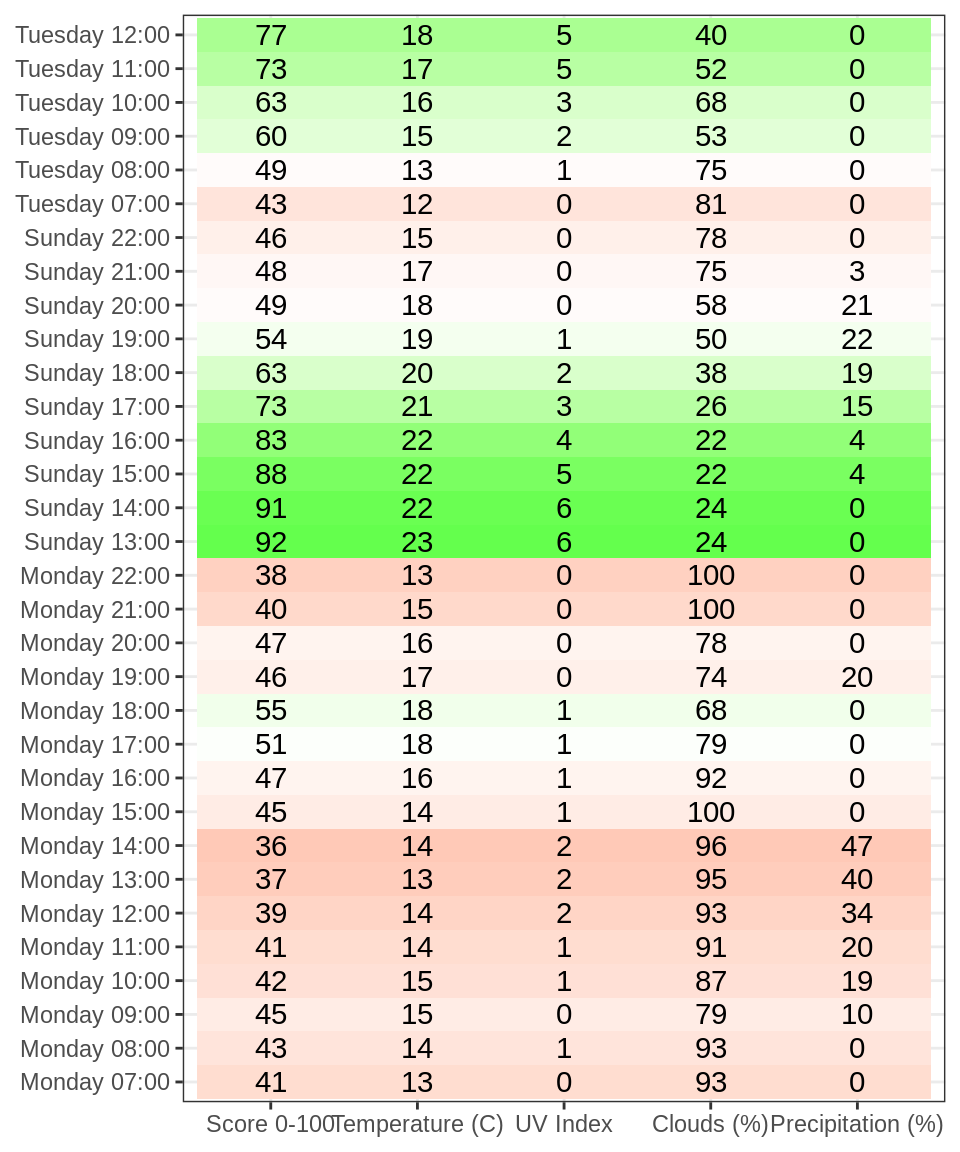 Tuesday 12:00 77 18 5 40 0
Tuesday 11:00 73 17 5 52 0
Tuesday 10:00 63 16 3 68 0
Tuesday 09:00 60 15 2 53 0
Tuesday 08:00 49 13 1 75 0
Tuesday 07:00 43 12 0 81 0
Sunday 22:00 46 15 0 78 0
Sunday 21:00 48 17 0 75 3
Sunday 20:00 49 18 0 58 21
Sunday 19:00 54 19 1 50 22
Sunday 18:00 63 20 2 38 19
Sunday 17:00 73 21 3 26 15
Sunday 16:00 83 22 4 22 4
Sunday 15:00 88 22 5 22 4
Sunday 14:00 91 22 6 24 0
Sunday 13:00 92 23 6 24 0
Monday 22:00 38 13 0 100 0
Monday 21:00 40 15 0 100 0
Monday 20:00 47 16 0 78 0
Monday 19:00 46 17 0 74 20
Monday 18:00 55 18 1 68 0
Monday 17:00 51 18 1 79 0
Monday 16:00 47 16 1 92 0
Monday 15:00 45 14 1 100 0
Monday 14:00 36 14 2 96 47
Monday 13:00 37 13 2 95 40
Monday 12:00 39 14 2 93 34
Monday 11:00 41 14 1 91 20
Monday 10:00 42 15 1 87 19
Monday 09:00 45 15 0 79 10
Monday 08:00 43 14 1 93 0
Monday 07:00 41 13 0 93 0
Score 0-100 Temperature (C) UV Index Clouds (%) Precipitation (%)